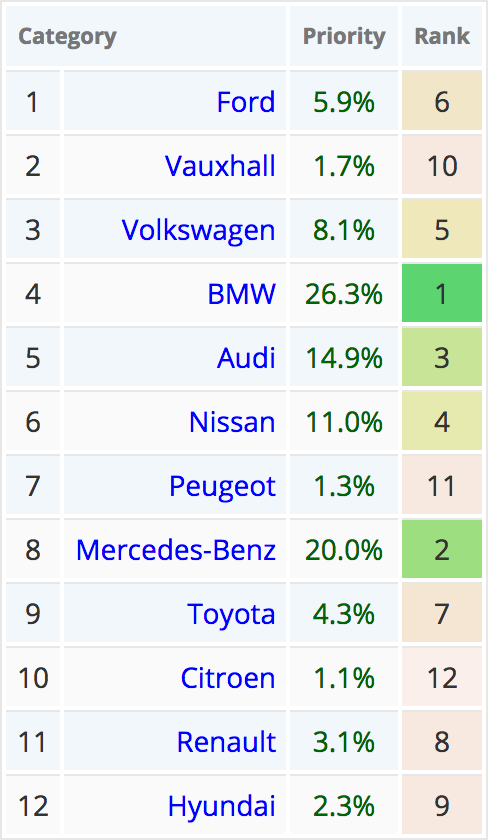 Category Priority Rank
1 Ford 5.9% 6
2 Vauxhall 1.7% 10
3 Volkswagen 8.1% 5
4 BMW 26.3% 1
5 Audi 14.9% 3
6 Nissan 11.0% 4
7 Peugeot 1.3% 11
8 Mercedes-Benz 20.0% 2
9 Toyota 4.3% 7
10 Citroen 1.1% 12
11 Renault 3.1% 8
12 Hyundai 2.3% 9